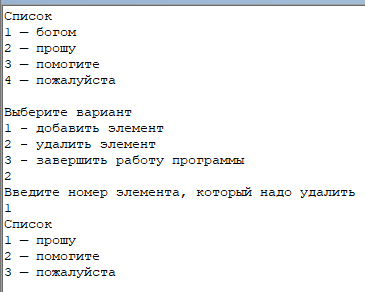 Список
1 – богом
2 – прошу
3 – помогите
4 – пожалуйста
Выберите вариант
1 - добавить элемент
2 - удалить элемент
3 - завершить работу программы
2
Введите номер элемента, который надо удалить
1
Список
1 – прошу
2 – помогите
3 – пожалуйста